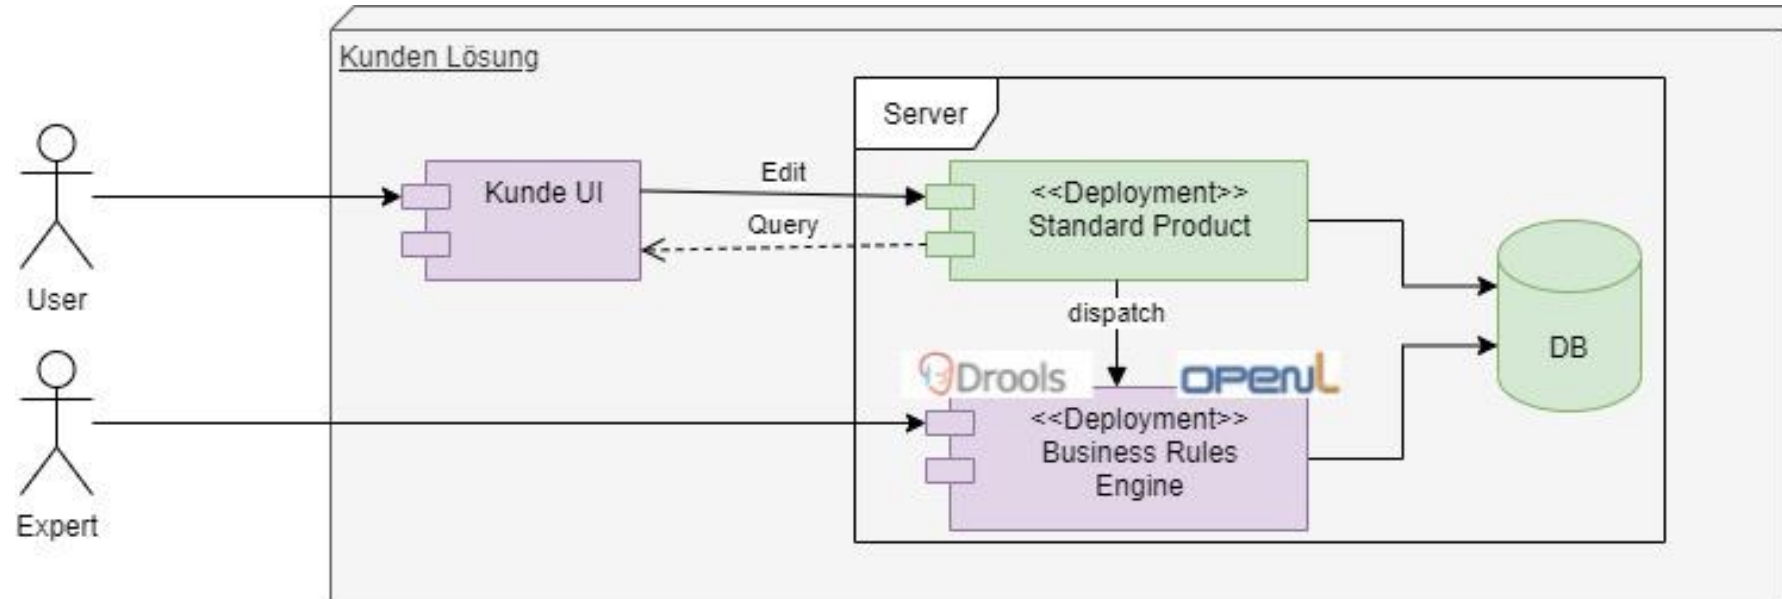 Kunden Lösung
Server
Kunde UI
Edit
Query
<<Deployment>>
Standard Product
User
dispatch
DB
Drools
OPENL
<<Deployment>>
Business Rules
Engine
Expert